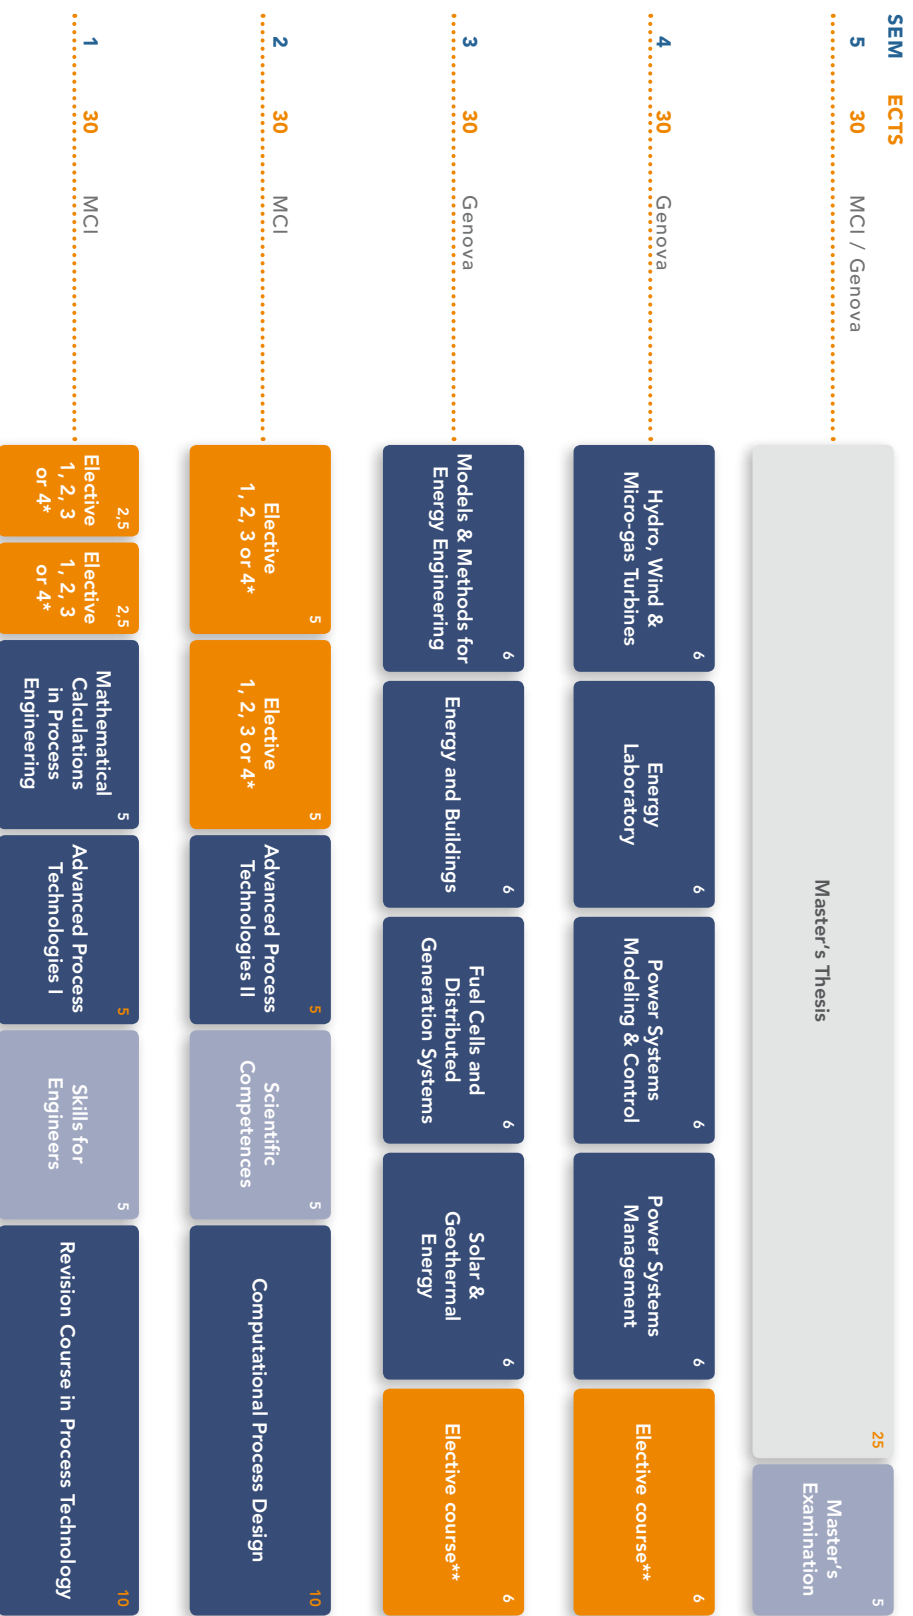 SEM ECTS
5 30 MCI / Genova
Master's Thesis
25
Master's
Examination
5
4 30 Genova
Hydro, Wind &
Micro-gas Turbines
6
Energy
Laboratory
6
Power Systems
Modeling & Control
6
Power Systems
Management
6
Elective course**
6
3 30 Genova
Models & Methods for
Energy Engineering
6
Energy and Buildings
6
Fuel Cells and
Distributed
Generation Systems
6
Solar &
Geothermal
Energy
6
Elective course**
6
2 30 MCI
Elective
1, 2, 3 or 4*
5
Elective
1, 2, 3 or 4*
5
Advanced Process
Technologies II
5
Scientific
Competences
5
Computational Process Design
10
1 30 MCI
2,5
Elective
1, 2, 3
or 4*
2,5
Elective
1, 2, 3
or 4*
Mathematical
Calculations
in Process
Engineering
5
Advanced Process
Technologies I
5
Skills for
Engineers
5
Revision Course in Process Technology
10